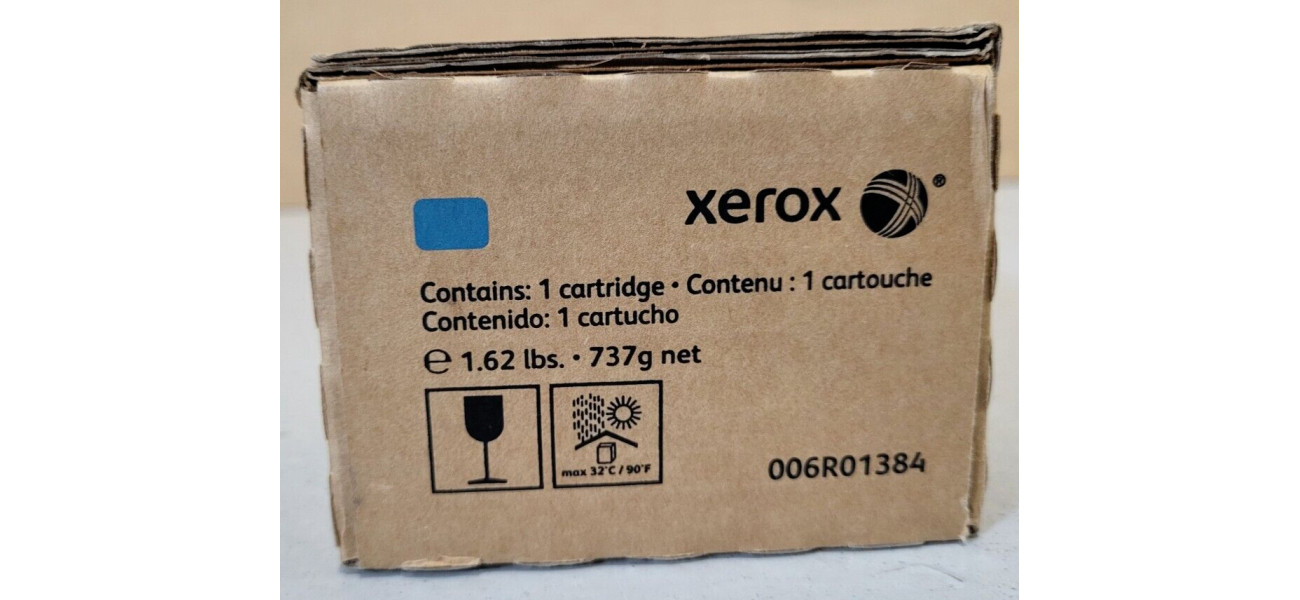 xerox ®
Contains: 1 cartridge • Contenu : 1 cartouche
Contenido: 1 cartucho
℮ 1.62 lbs. • 737g net
max 32°C / 90°F
006R01384